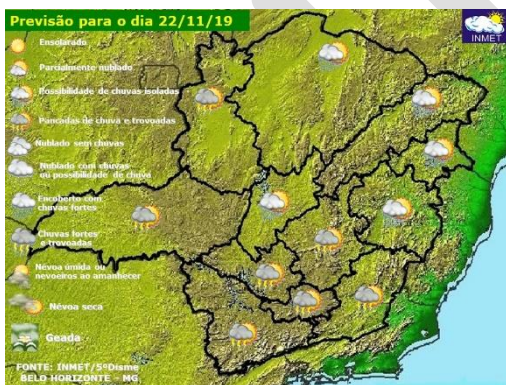 Previsão para o dia 22/11/19
INMET
Ensolarado
Parcialmente nublado
Possibilidade de chuvas isoladas
Pancadas de chuva e trovoadas
Nublado sem chuvas
Nublado com chuvas
ou possibilidade de chuva
Encoberto com
chuvas fortes
Chuvas fortes
e trovoadas
Névoa úmida ou
nevoeiros ao amanhecer
Névoa seca
Geada
FONTE: INMET/5ºDisme
BELO HORIZONTE - MG